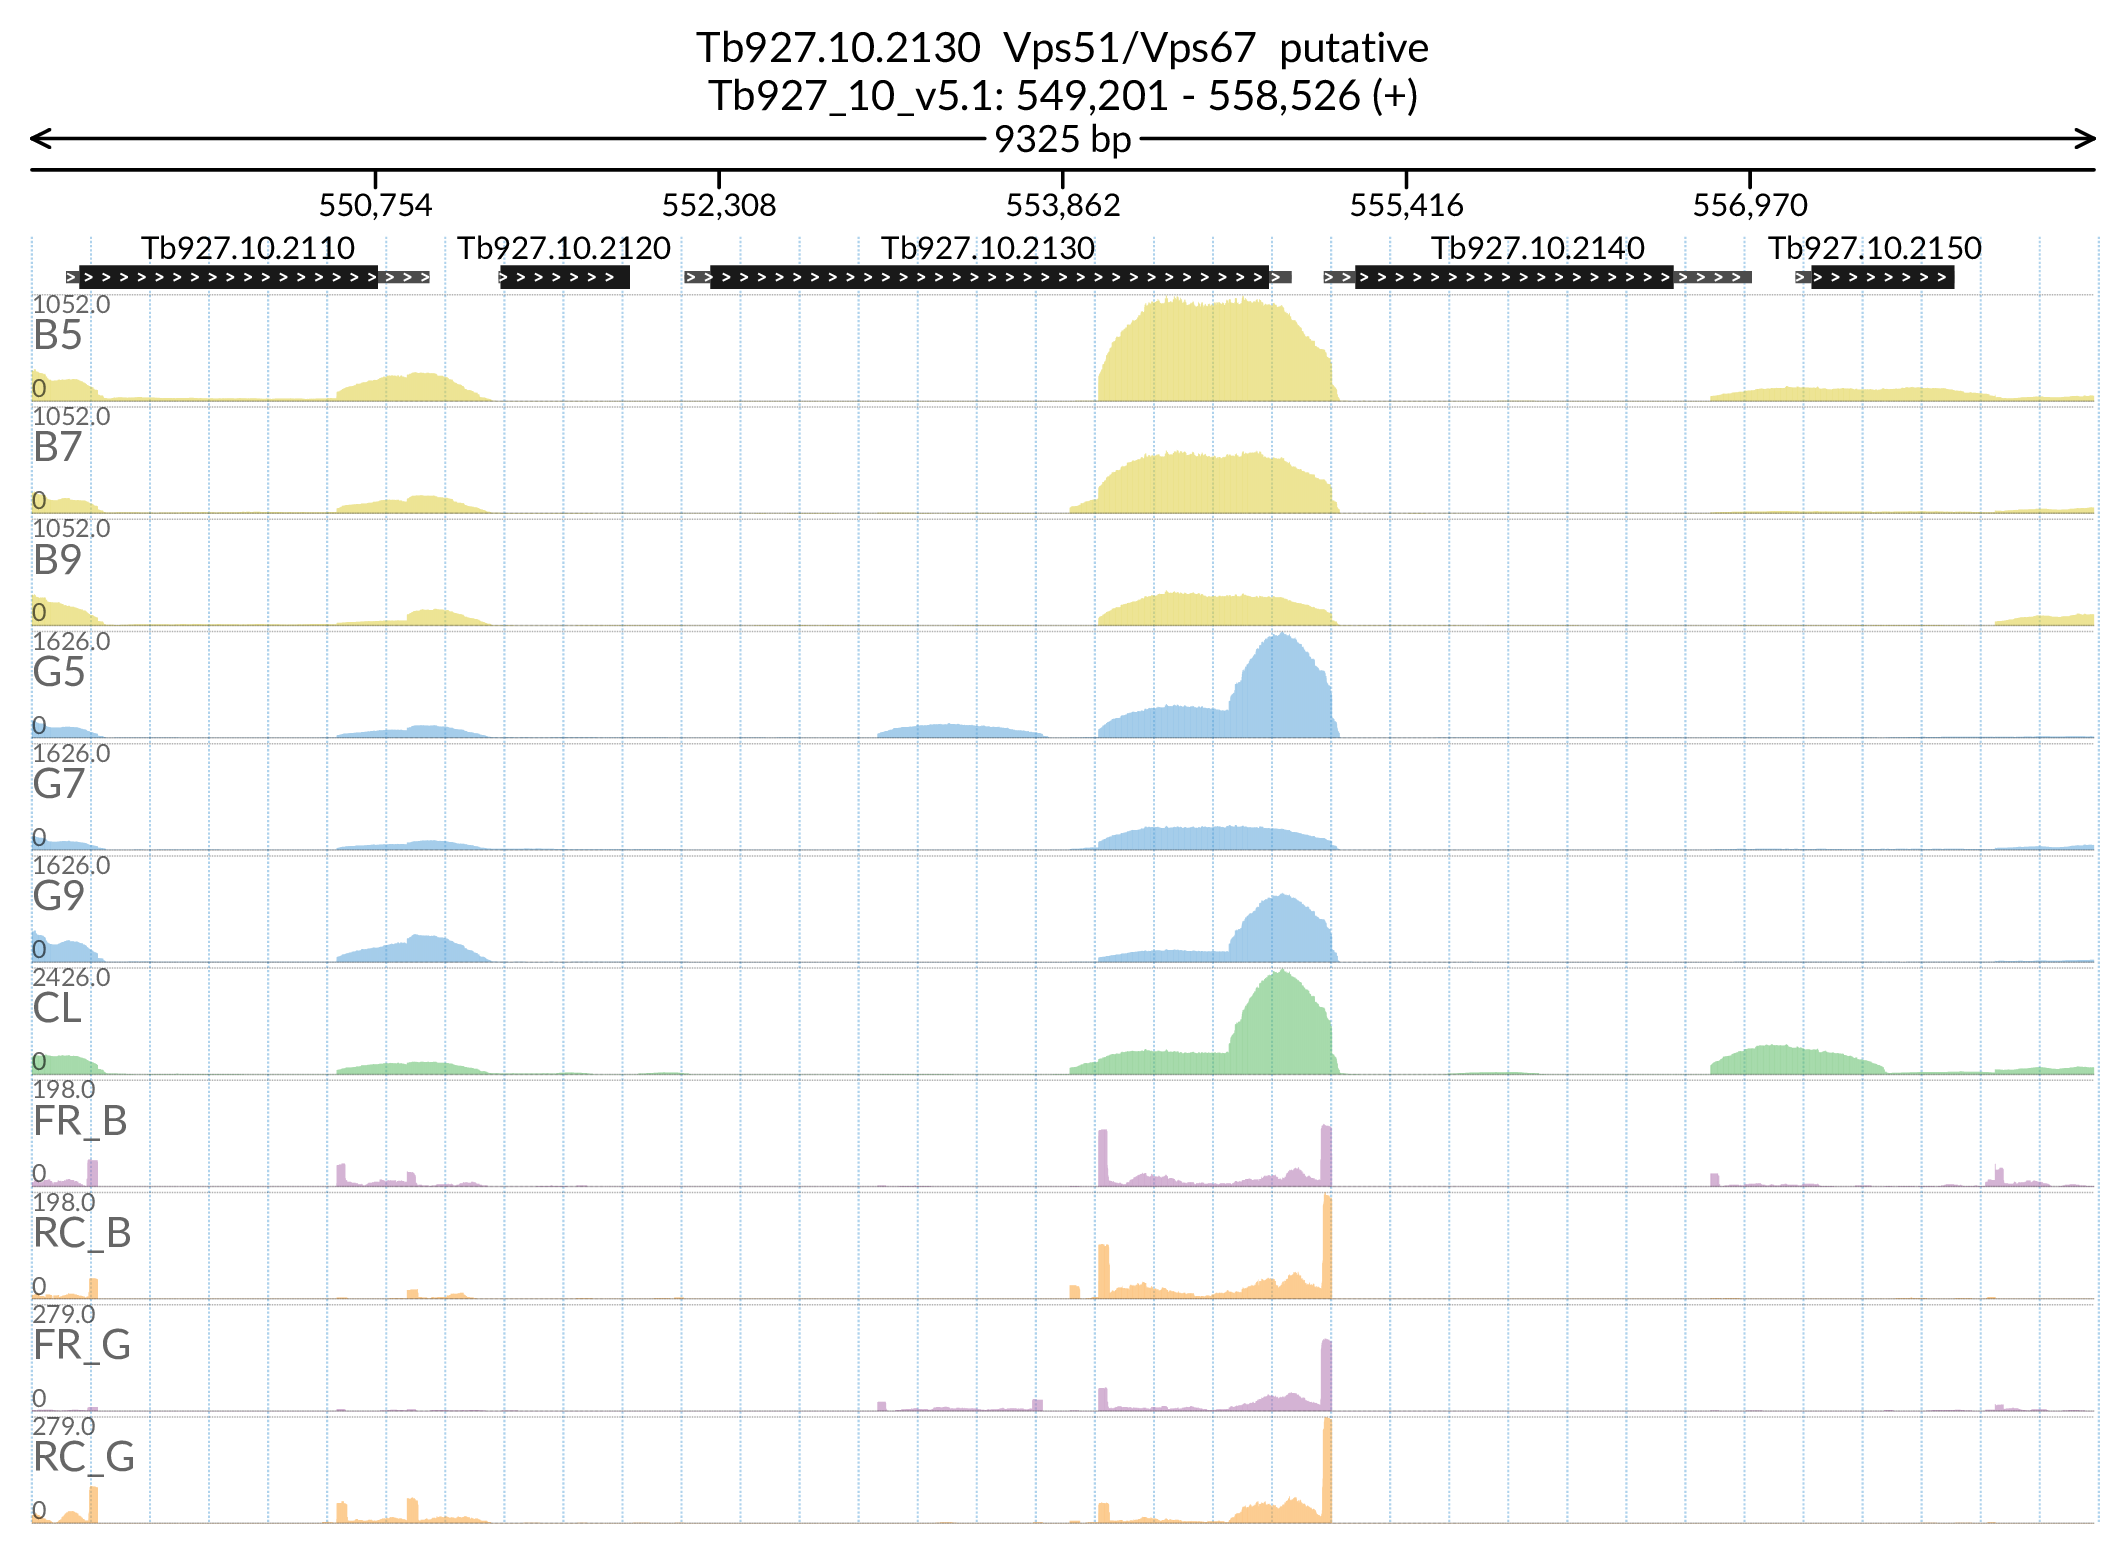 Tb927.10.2130 Vps51/Vps67 putative
Tb927_10_v5.1: 549,201 - 558,526 (+)
9325 bp
550,754 552,308 553,862 555,416 556,970
Tb927.10.2110 Tb927.10.2120 Tb927.10.2130 Tb927.10.2140 Tb927.10.2150
1052.0
B5
0
1052.0
B7
0
1052.0
B9
0
1626.0
G5
0
1626.0
G7
0
1626.0
G9
0
2426.0
CL
0
198.0
FR_B
0
198.0
RC_B
0
279.0
FR_G
0
279.0
RC_G
0